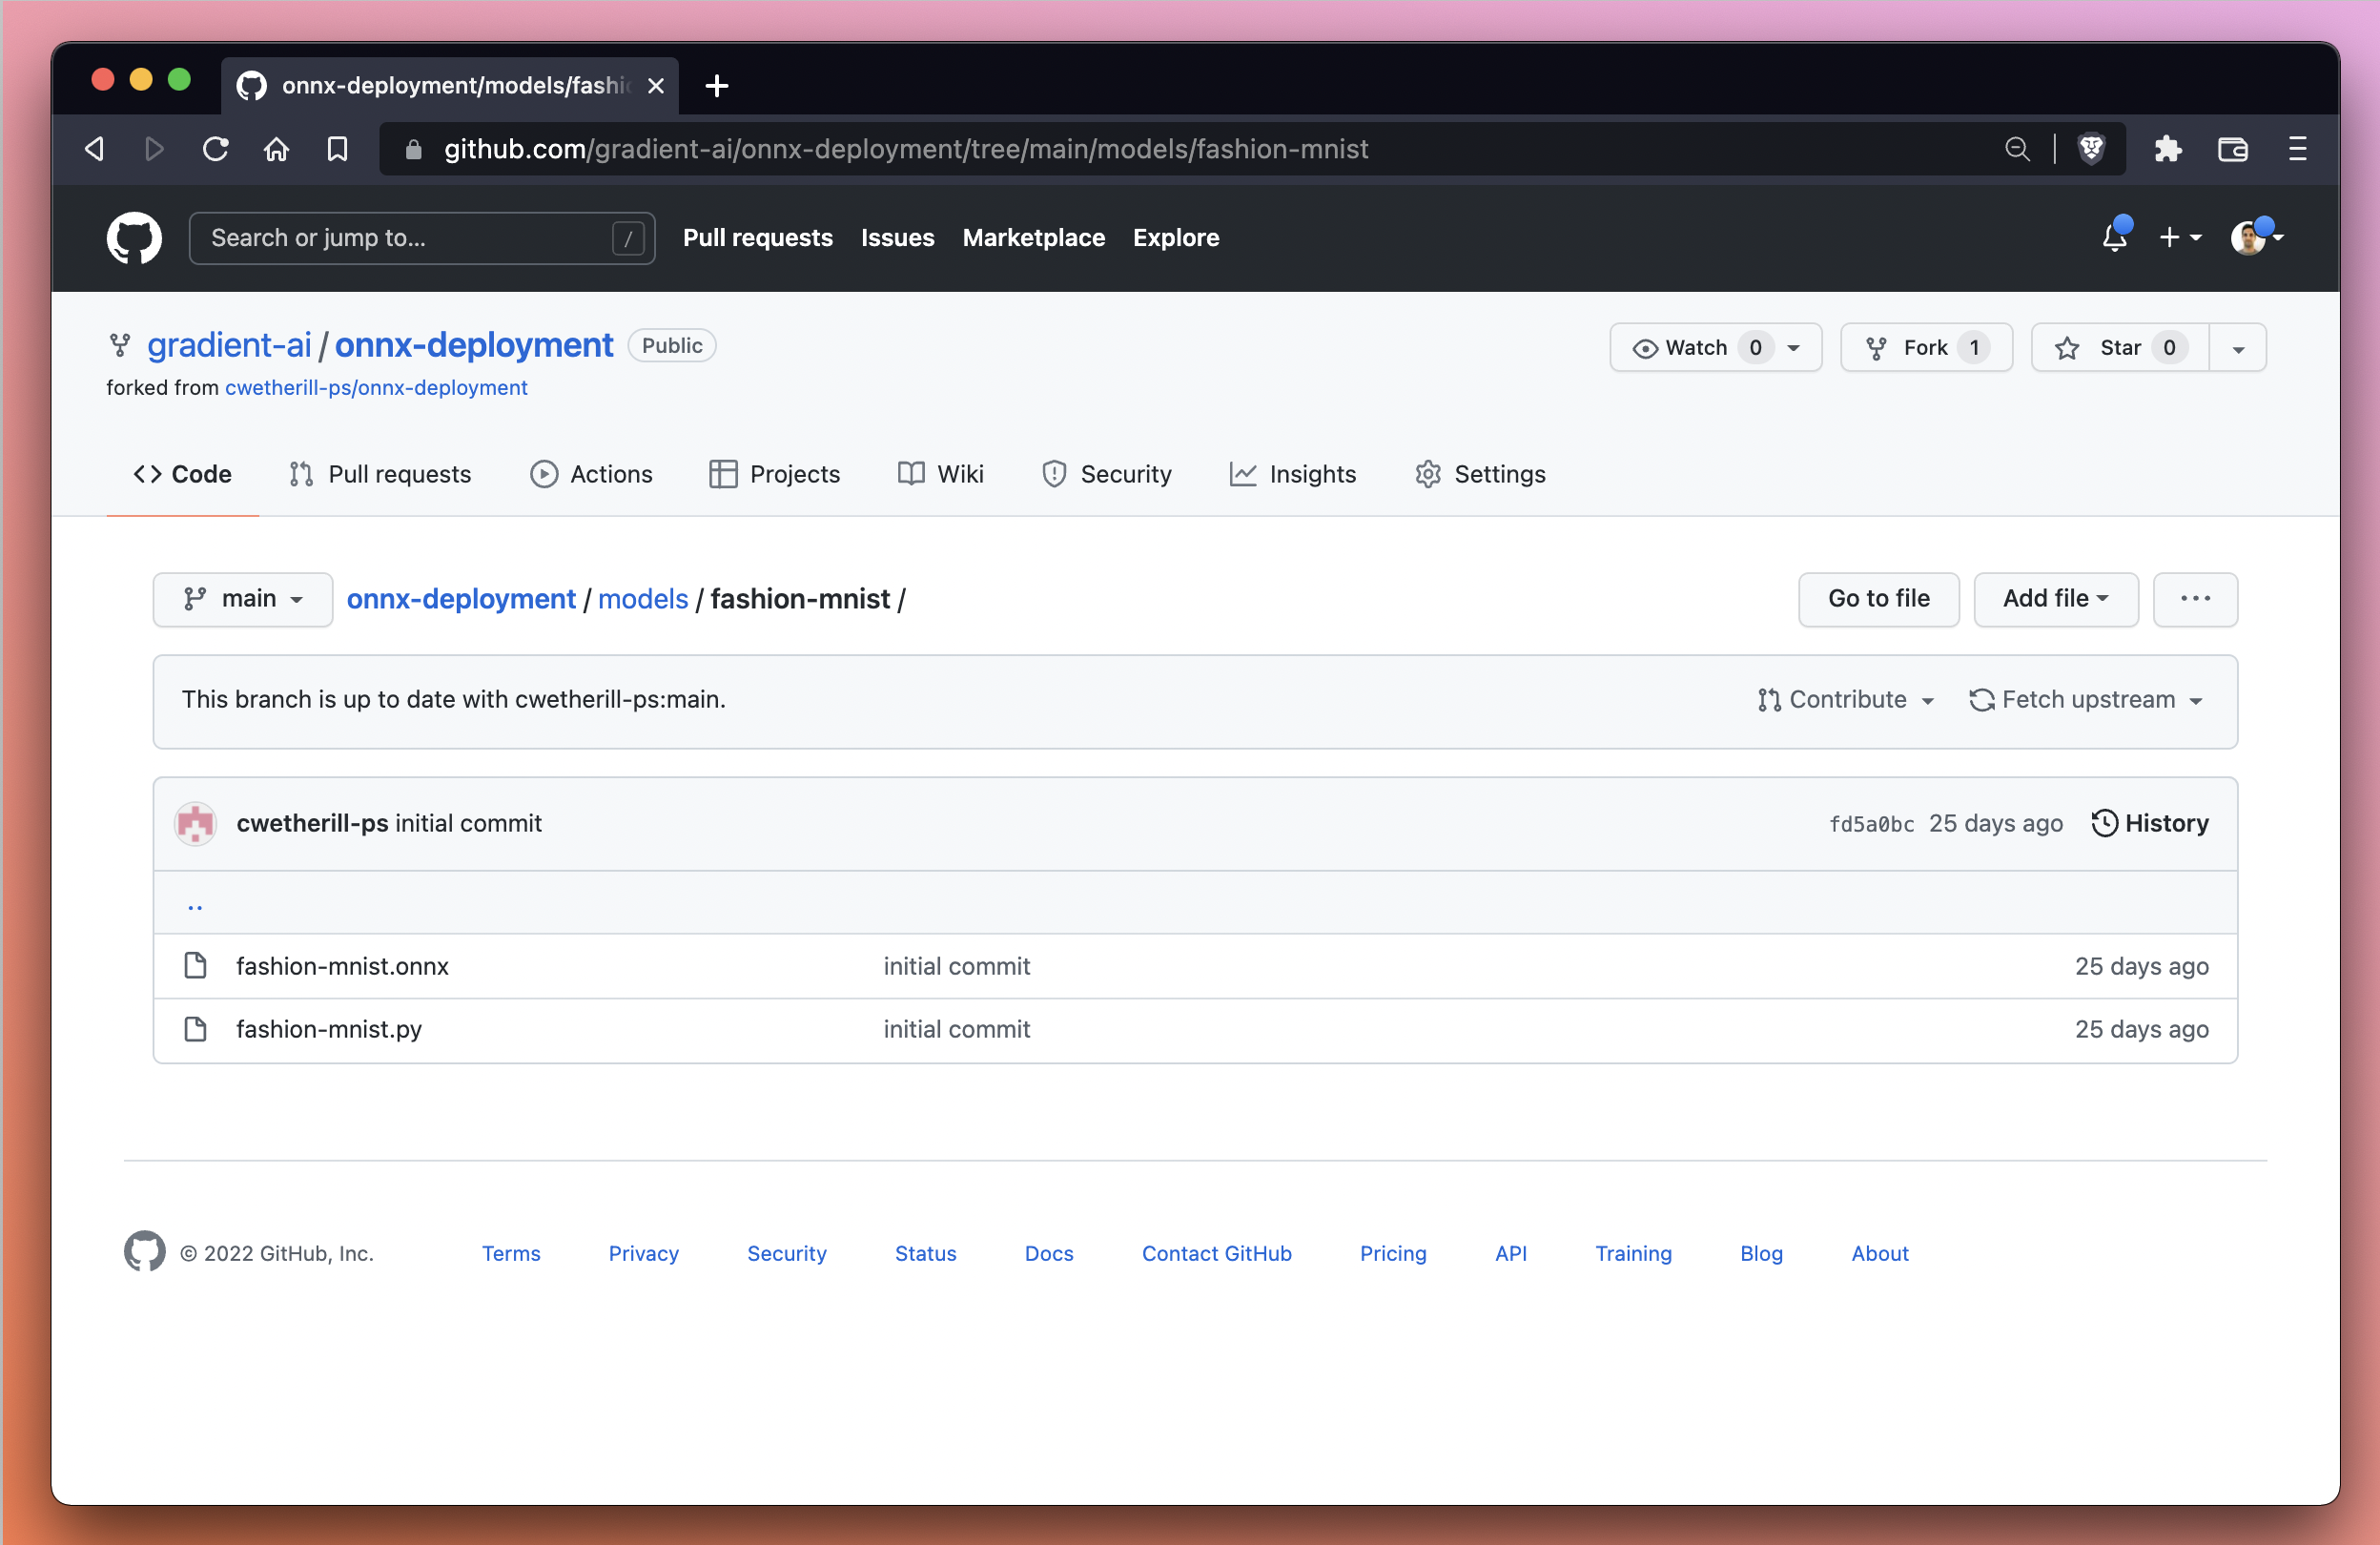 onnx-deployment/models/fashi
github.com/gradient-ai/onnx-deployment/tree/main/models/fashion-mnist
Search or jump to... / Pull requests Issues Marketplace Explore
gradient-ai / onnx-deployment Public Watch 0 Fork 1 Star 0
forked from cwetherill-ps/onnx-deployment
<> Code Pull requests Actions Projects Wiki Security Insights Settings
main onnx-deployment / models / fashion-mnist / Go to file Add file ...
This branch is up to date with cwetherill-ps:main. Contribute Fetch upstream
cwetherill-ps initial commit fd5a0bc 25 days ago History
..
fashion-mnist.onnx initial commit 25 days ago
fashion-mnist.py initial commit 25 days ago
© 2022 GitHub, Inc. Terms Privacy Security Status Docs Contact GitHub Pricing API Training Blog About